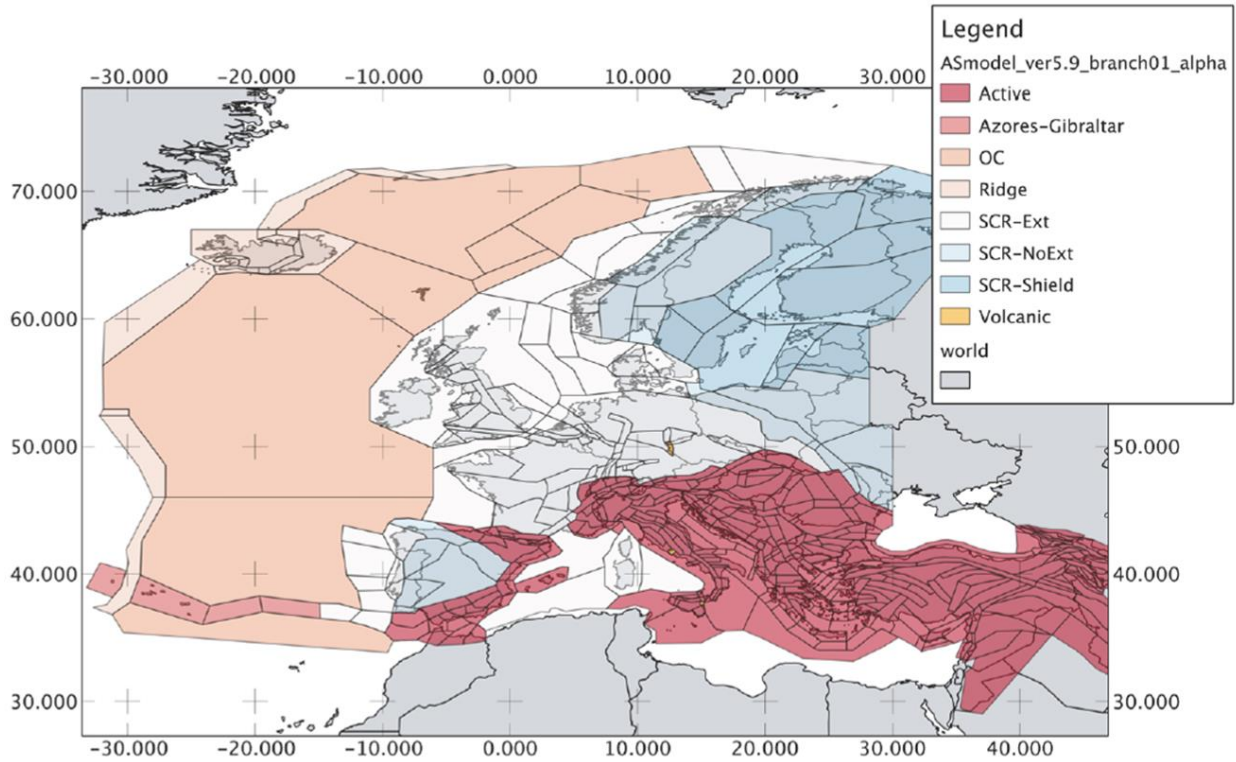 Legend
ASmodel_ver5.9_branch01_alpha
Active
Azores-Gibraltar
OC
Ridge
SCR-Ext
SCR-NoExt
SCR-Shield
Volcanic
world
-30.000 -20.000 -10.000 0.000 10.000 20.000 30.000
70.000
60.000
50.000 50.000
40.000 40.000
30.000 30.000
-30.000 -20.000 -10.000 0.000 10.000 20.000 30.000 40.000